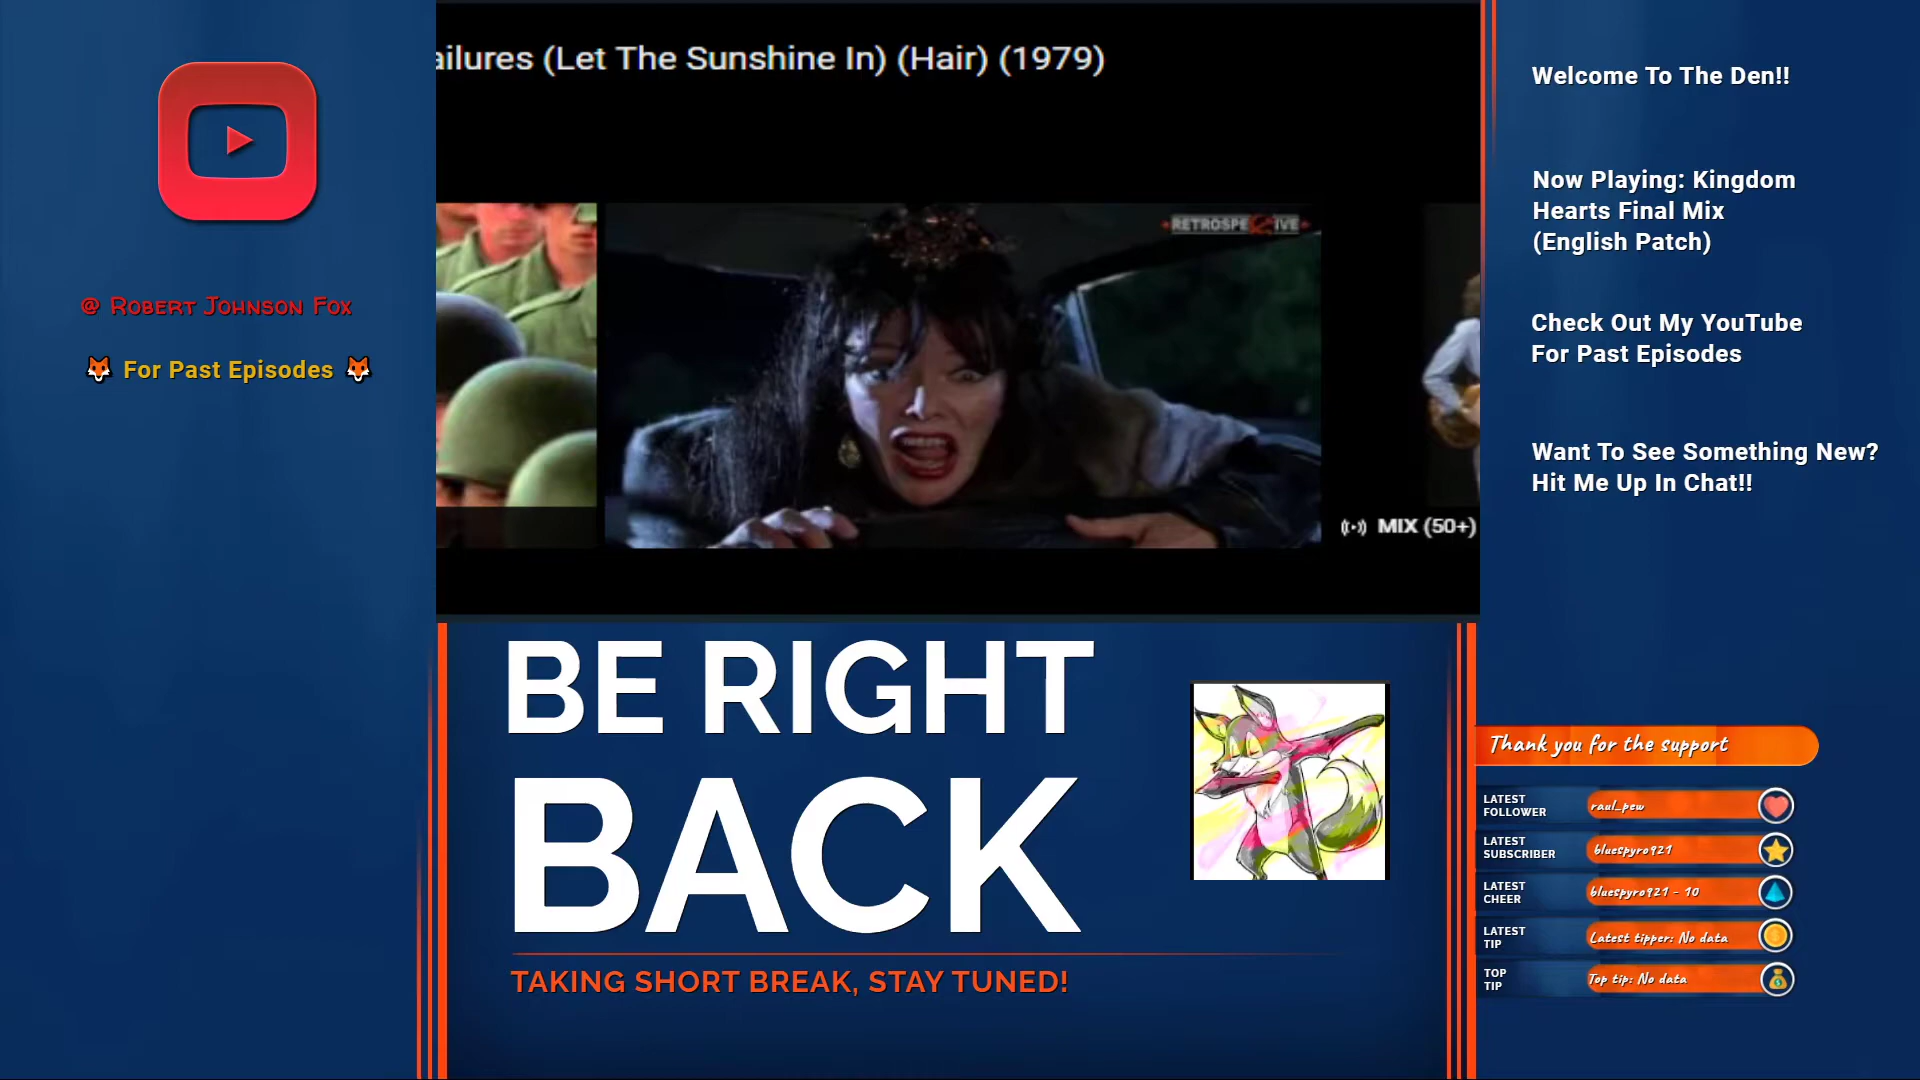 ailures (Let The Sunshine In) (Hair) (1979)
RETROSPE IVE
MIX (50+)
@ Robert Johnson Fox
🦊 For Past Episodes 🦊
Welcome To The Den!!
Now Playing: Kingdom
Hearts Final Mix
(English Patch)
Check Out My YouTube
For Past Episodes
Want To See Something New?
Hit Me Up In Chat!!
BE RIGHT
BACK
TAKING SHORT BREAK, STAY TUNED!
Thank you for the support
LATEST
FOLLOWER
raul_pew
LATEST
SUBSCRIBER
bluespyro921
LATEST
CHEER
bluespyro921 - 10
LATEST
TIP
Latest tipper: No data
TOP
TIP
Top tip: No data